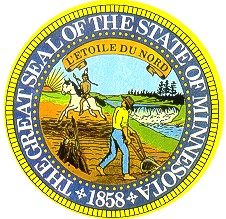 THE GREAT SEAL OF THE STATE OF MINNESOTA
L'ETOILE DU NORD
1858